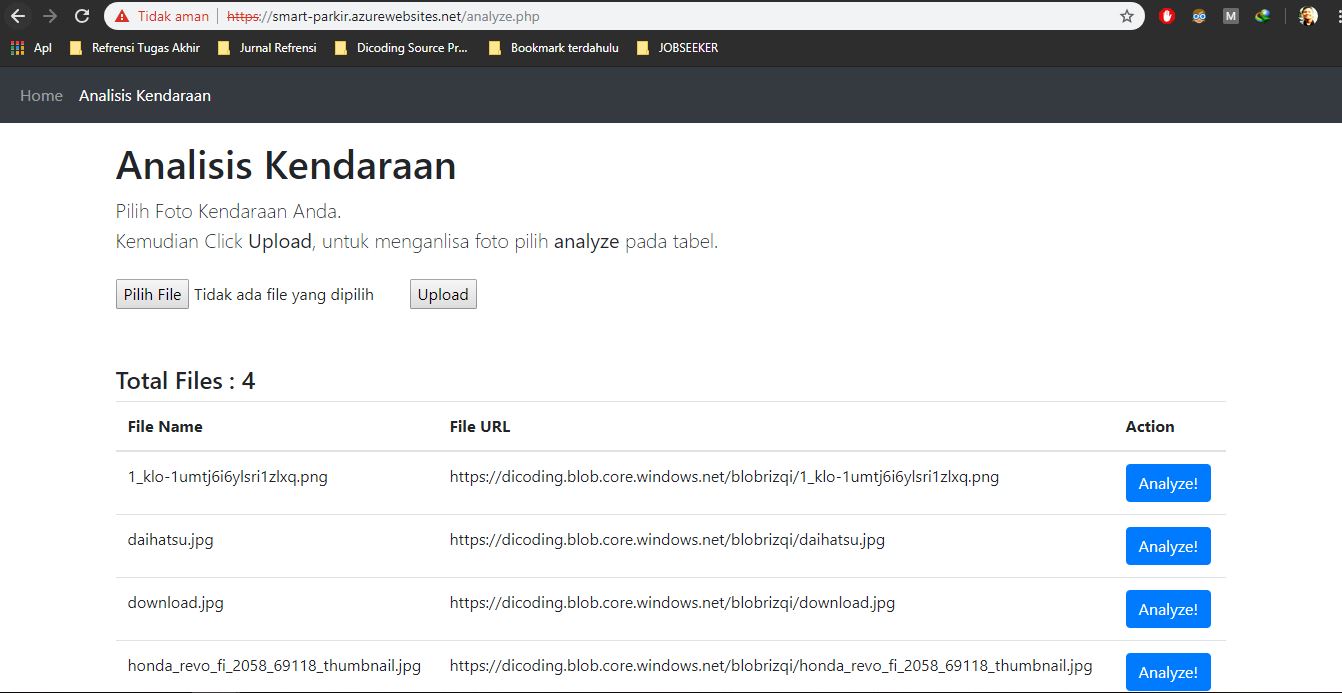 Tidak aman https://smart-parkir.azurewebsites.net/analyze.php
M
Apl Refrensi Tugas Akhir Jurnal Refrensi Dicoding Source Pr... Bookmark terdahulu JOBSEEKER
Home Analisis Kendaraan
Analisis Kendaraan
Pilih Foto Kendaraan Anda.
Kemudian Click Upload, untuk menganlisa foto pilih analyze pada tabel.
Pilih File Tidak ada file yang dipilih Upload
Total Files : 4
File Name File URL Action
1_klo-1umtj6i6ylsri1zlxq.png https://dicoding.blob.core.windows.net/blobrizqi/1_klo-1umtj6i6ylsri1zlxq.png Analyze!
daihatsu.jpg https://dicoding.blob.core.windows.net/blobrizqi/daihatsu.jpg Analyze!
download.jpg https://dicoding.blob.core.windows.net/blobrizqi/download.jpg Analyze!
honda_revo_fi_2058_69118_thumbnail.jpg https://dicoding.blob.core.windows.net/blobrizqi/honda_revo_fi_2058_69118_thumbnail.jpg Analyze!